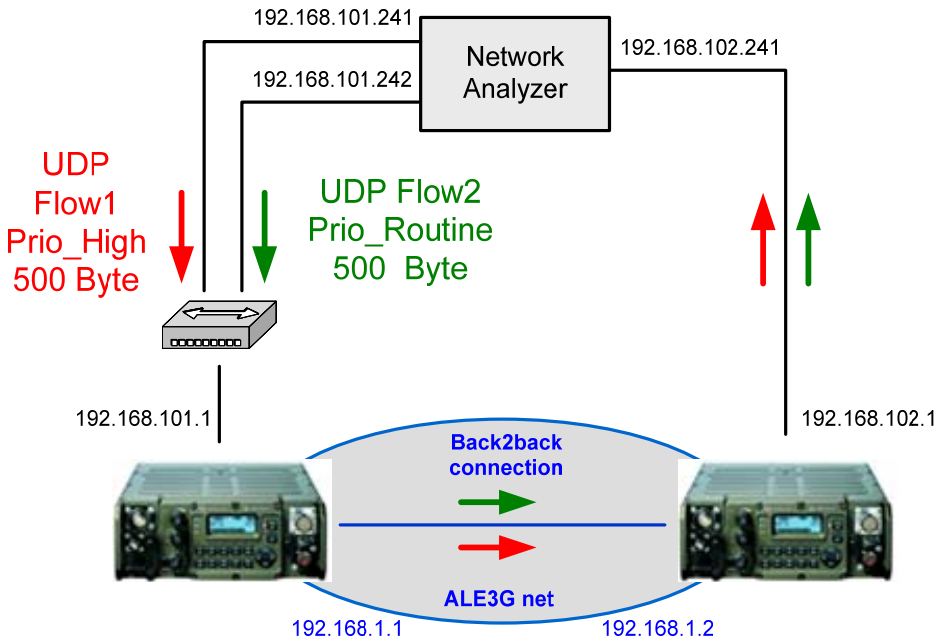 192.168.101.241
Network
Analyzer
192.168.102.241
192.168.101.242
UDP
Flow1
Prio_High
500 Byte
UDP Flow2
Prio_Routine
500 Byte
192.168.101.1
192.168.102.1
Back2back
connection
ALE3G net
192.168.1.1
192.168.1.2